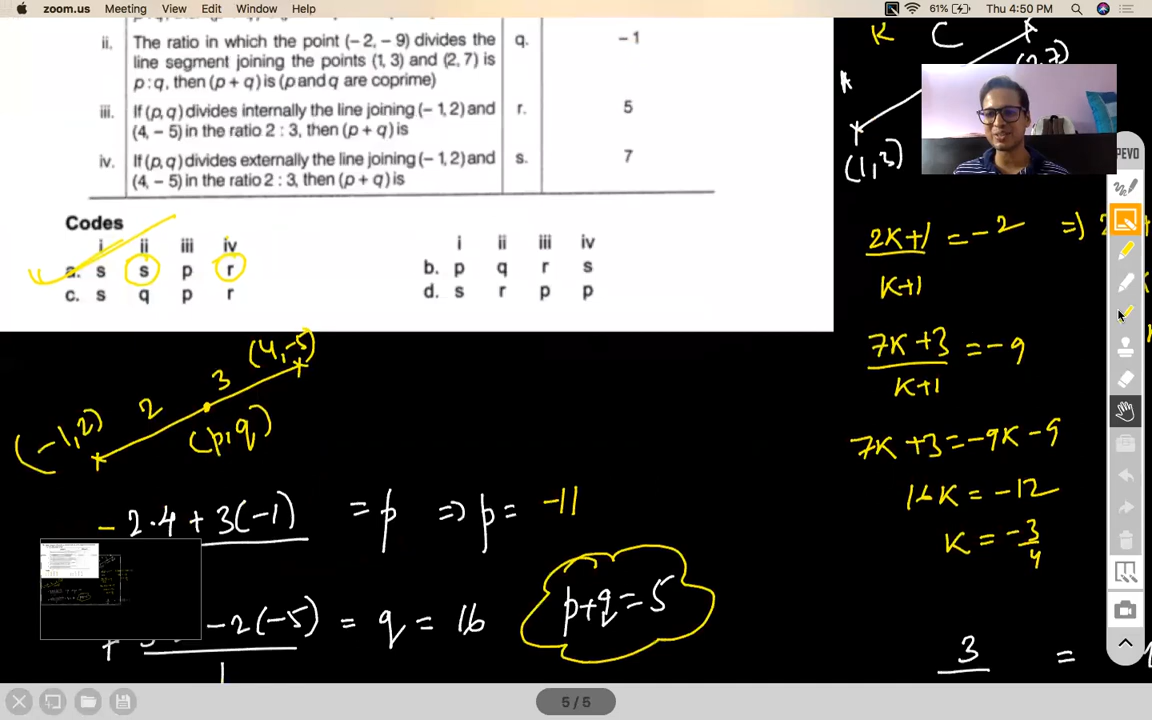 zoom.us Workspace Edit Window Help 61% Thu 4:50 PM
ii. The ratio in which the point (− 2, − 9) divides the q. − 1
line segment joining the points (1, 3) and (2, 7) is
p : q, then (p + q) is (p and q are coprime)
iii. If (p, q) divides internally the line joining (− 1, 2) and r. 5
(4, − 5) in the ratio 2 : 3, then (p + q) is
iv. If (p, q) divides externally the line joining (− 1, 2) and s. 7
(4, − 5) in the ratio 2 : 3, then (p + q) is
Codes
i ii iii iv
a. s s p r
c. s q p r
i ii iii iv
b. p q r s
d. s r p p
K C
(2,7)
A
(1,3)
2K+1 / K+1 = -2 =)
7K+3 / K+1 = -9
7K+3 = -9K-9
16K = -12
K = -3/4
3 =
(4,-5)
3
2
(-1,2)
(p,q)
- 2·4+3(-1) = p => p = -11
-2(-5) = q = 16
1
p+q=5
PEVO
5 / 5